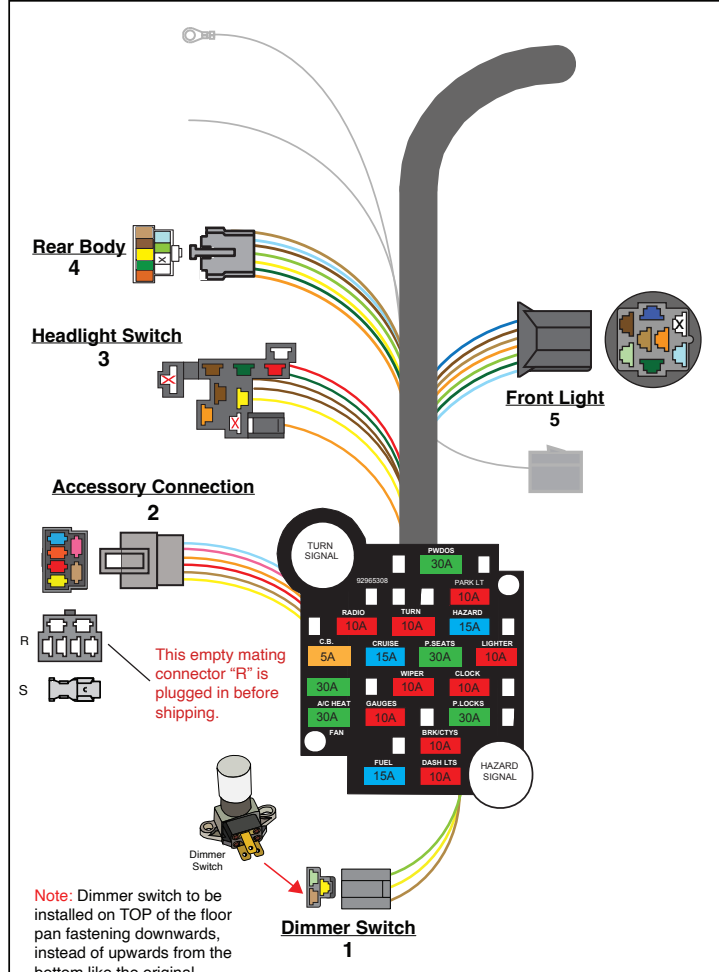 Rear Body
4
Headlight Switch
3
X
X
X
X
Front Light
5
Accessory Connection
2
R
S
This empty mating
connector “R” is
plugged in before
shipping.
TURN
SIGNAL
PWDOS
30A
92965308
PARK LT
10A
RADIO
10A
TURN
10A
HAZARD
15A
C.B.
5A
CRUISE
15A
P.SEATS
30A
LIGHTER
10A
30A
WIPER
10A
CLOCK
10A
A/C HEAT
30A
FAN
GAUGES
10A
P.LOCKS
30A
BRK/CTYS
10A
FUEL
15A
DASH LTS
10A
HAZARD
SIGNAL
Dimmer
Switch
Dimmer Switch
1
Note: Dimmer switch to be
installed on TOP of the floor
pan fastening downwards,
instead of upwards from the
bottom like the original